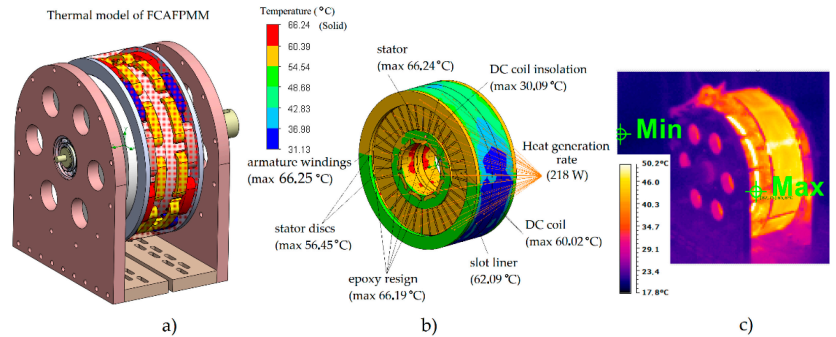 Thermal model of FCAFPMM
Temperature (°C)
(Solid)
66.24
60.39
54.54
48.68
42.83
36.98
31.13
stator
(max 66,24°C)
DC coil insolation
(max 30.09°C)
Heat generation
rate
(218 W)
armature windings
(max 66,25°C)
stator discs
(max 56.45°C)
epoxy resign
(max 66.19°C)
slot liner
(62.09°C)
DC coil
(max 60.02°C)
Min
Max
50.2°C
46.0
40.4
34.7
29.1
23,4
17.8°C
a)
b)
c)